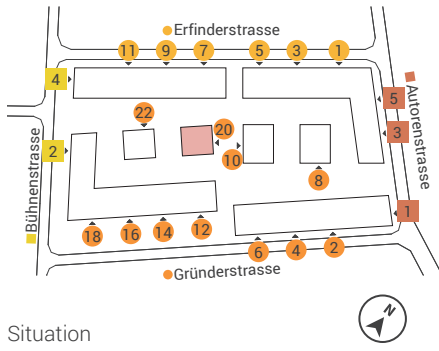 Erfinderstrasse
11 9 7 5 3 1
4
5
22
20
3
2
10
8
Bühnenstrasse
Autorenstrasse
1
18 16 14 12
6 4 2
Gründerstrasse
N
Situation